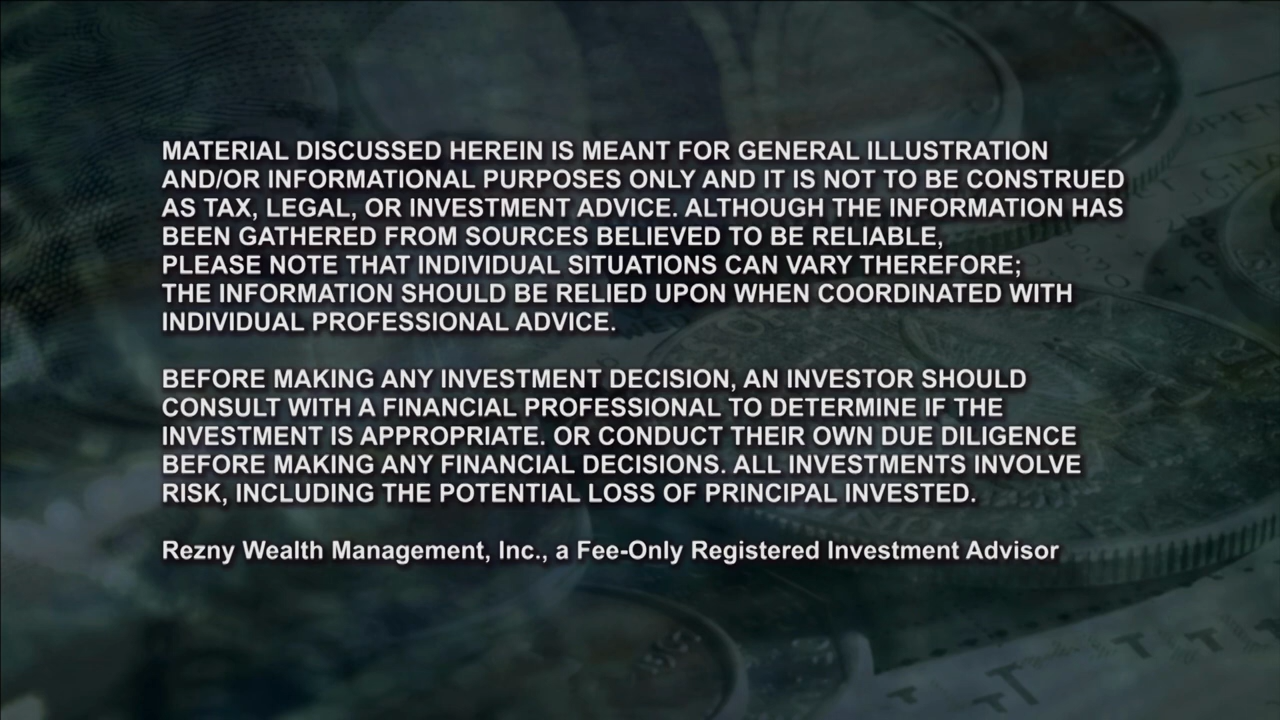 MATERIAL DISCUSSED HEREIN IS MEANT FOR GENERAL ILLUSTRATION
AND/OR INFORMATIONAL PURPOSES ONLY AND IT IS NOT TO BE CONSTRUED
AS TAX, LEGAL, OR INVESTMENT ADVICE. ALTHOUGH THE INFORMATION HAS
BEEN GATHERED FROM SOURCES BELIEVED TO BE RELIABLE,
PLEASE NOTE THAT INDIVIDUAL SITUATIONS CAN VARY THEREFORE;
THE INFORMATION SHOULD BE RELIED UPON WHEN COORDINATED WITH
INDIVIDUAL PROFESSIONAL ADVICE.
BEFORE MAKING ANY INVESTMENT DECISION, AN INVESTOR SHOULD
CONSULT WITH A FINANCIAL PROFESSIONAL TO DETERMINE IF THE
INVESTMENT IS APPROPRIATE. OR CONDUCT THEIR OWN DUE DILIGENCE
BEFORE MAKING ANY FINANCIAL DECISIONS. ALL INVESTMENTS INVOLVE
RISK, INCLUDING THE POTENTIAL LOSS OF PRINCIPAL INVESTED.
Rezny Wealth Management, Inc., a Fee-Only Registered Investment Advisor